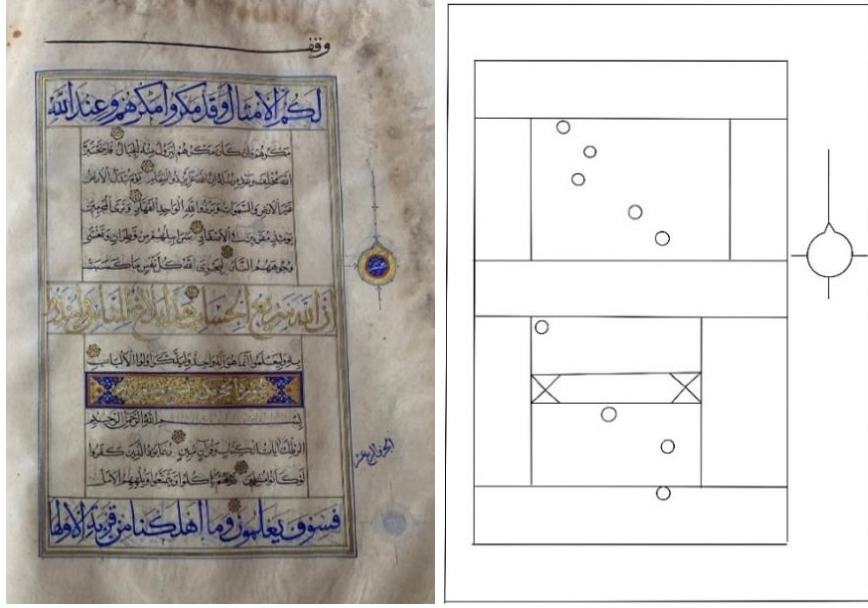 وقف
لكم الامثال وقد مكروا مكرهم وعند الله
مكرهم وان كان مكرهم لتزول منه الجبال فلا تحسبن
الله مخلف وعده رسله ان الله عزيز ذو انتقام يوم تبدل الارض
غير الارض والسموات وبرزوا لله الواحد القهار وترى المجرمين
يومئذ مقرنين في الاصفاد سرابيلهم من قطران وتغشى
وجوههم النار ليجزي الله كل نفس ما كسبت
ان الله سريع الحساب هذا بلاغ للناس ولينذروا
به وليعلموا انما هو اله واحد وليذكر اولوا الالباب
بسم الله الرحمن الرحيم
الر تلك ايات الكتاب وقرآن مبين ربما يود الذين كفروا
لو كانوا مسلمين ذرهم ياكلوا ويتمتعوا ويلههم الامل
فسوف يعلمون وما اهلكنا من قرية الا ولها
الجزء الرابع عشر